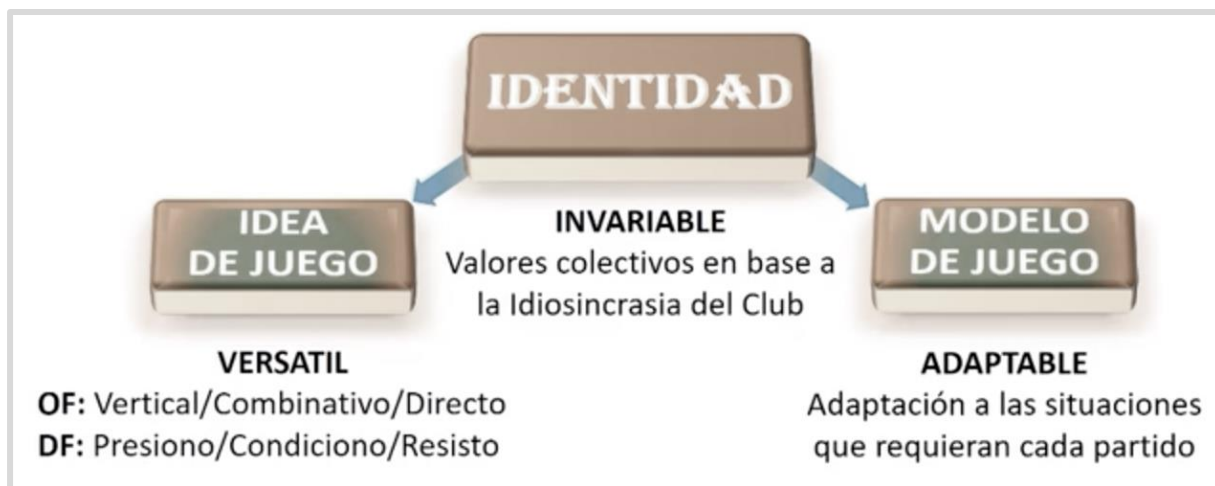 IDENTIDAD
IDEA
DE JUEGO
INVARIABLE
Valores colectivos en base a
la Idiosincrasia del Club
MODELO
DE JUEGO
VERSATIL
OF: Vertical/Combinativo/Directo
DF: Presiono/Condiciono/Resisto
ADAPTABLE
Adaptación a las situaciones
que requieran cada partido